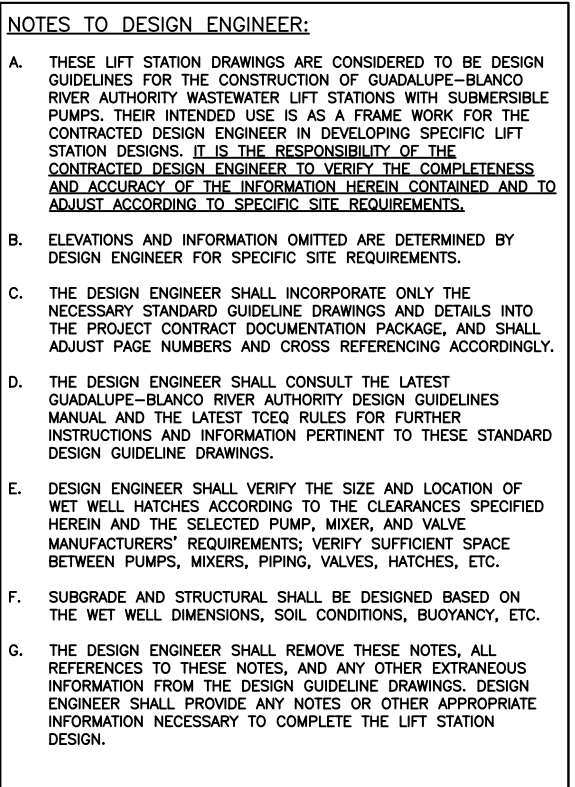 NOTES TO DESIGN ENGINEER:
A. THESE LIFT STATION DRAWINGS ARE CONSIDERED TO BE DESIGN
GUIDELINES FOR THE CONSTRUCTION OF GUADALUPE-BLANCO
RIVER AUTHORITY WASTEWATER LIFT STATIONS WITH SUBMERSIBLE
PUMPS. THEIR INTENDED USE IS AS A FRAME WORK FOR THE
CONTRACTED DESIGN ENGINEER IN DEVELOPING SPECIFIC LIFT
STATION DESIGNS. IT IS THE RESPONSIBILITY OF THE
CONTRACTED DESIGN ENGINEER TO VERIFY THE COMPLETENESS
AND ACCURACY OF THE INFORMATION HEREIN CONTAINED AND TO
ADJUST ACCORDING TO SPECIFIC SITE REQUIREMENTS.
B. ELEVATIONS AND INFORMATION OMITTED ARE DETERMINED BY
DESIGN ENGINEER FOR SPECIFIC SITE REQUIREMENTS.
C. THE DESIGN ENGINEER SHALL INCORPORATE ONLY THE
NECESSARY STANDARD GUIDELINE DRAWINGS AND DETAILS INTO
THE PROJECT CONTRACT DOCUMENTATION PACKAGE, AND SHALL
ADJUST PAGE NUMBERS AND CROSS REFERENCING ACCORDINGLY.
D. THE DESIGN ENGINEER SHALL CONSULT THE LATEST
GUADALUPE-BLANCO RIVER AUTHORITY DESIGN GUIDELINES
MANUAL AND THE LATEST TCEQ RULES FOR FURTHER
INSTRUCTIONS AND INFORMATION PERTINENT TO THESE STANDARD
DESIGN GUIDELINE DRAWINGS.
E. DESIGN ENGINEER SHALL VERIFY THE SIZE AND LOCATION OF
WET WELL HATCHES ACCORDING TO THE CLEARANCES SPECIFIED
HEREIN AND THE SELECTED PUMP, MIXER, AND VALVE
MANUFACTURERS' REQUIREMENTS; VERIFY SUFFICIENT SPACE
BETWEEN PUMPS, MIXERS, PIPING, VALVES, HATCHES, ETC.
F. SUBGRADE AND STRUCTURAL SHALL BE DESIGNED BASED ON
THE WET WELL DIMENSIONS, SOIL CONDITIONS, BUOYANCY, ETC.
G. THE DESIGN ENGINEER SHALL REMOVE THESE NOTES, ALL
REFERENCES TO THESE NOTES, AND ANY OTHER EXTRANEOUS
INFORMATION FROM THE DESIGN GUIDELINE DRAWINGS. DESIGN
ENGINEER SHALL PROVIDE ANY NOTES OR OTHER APPROPRIATE
INFORMATION NECESSARY TO COMPLETE THE LIFT STATION
DESIGN.